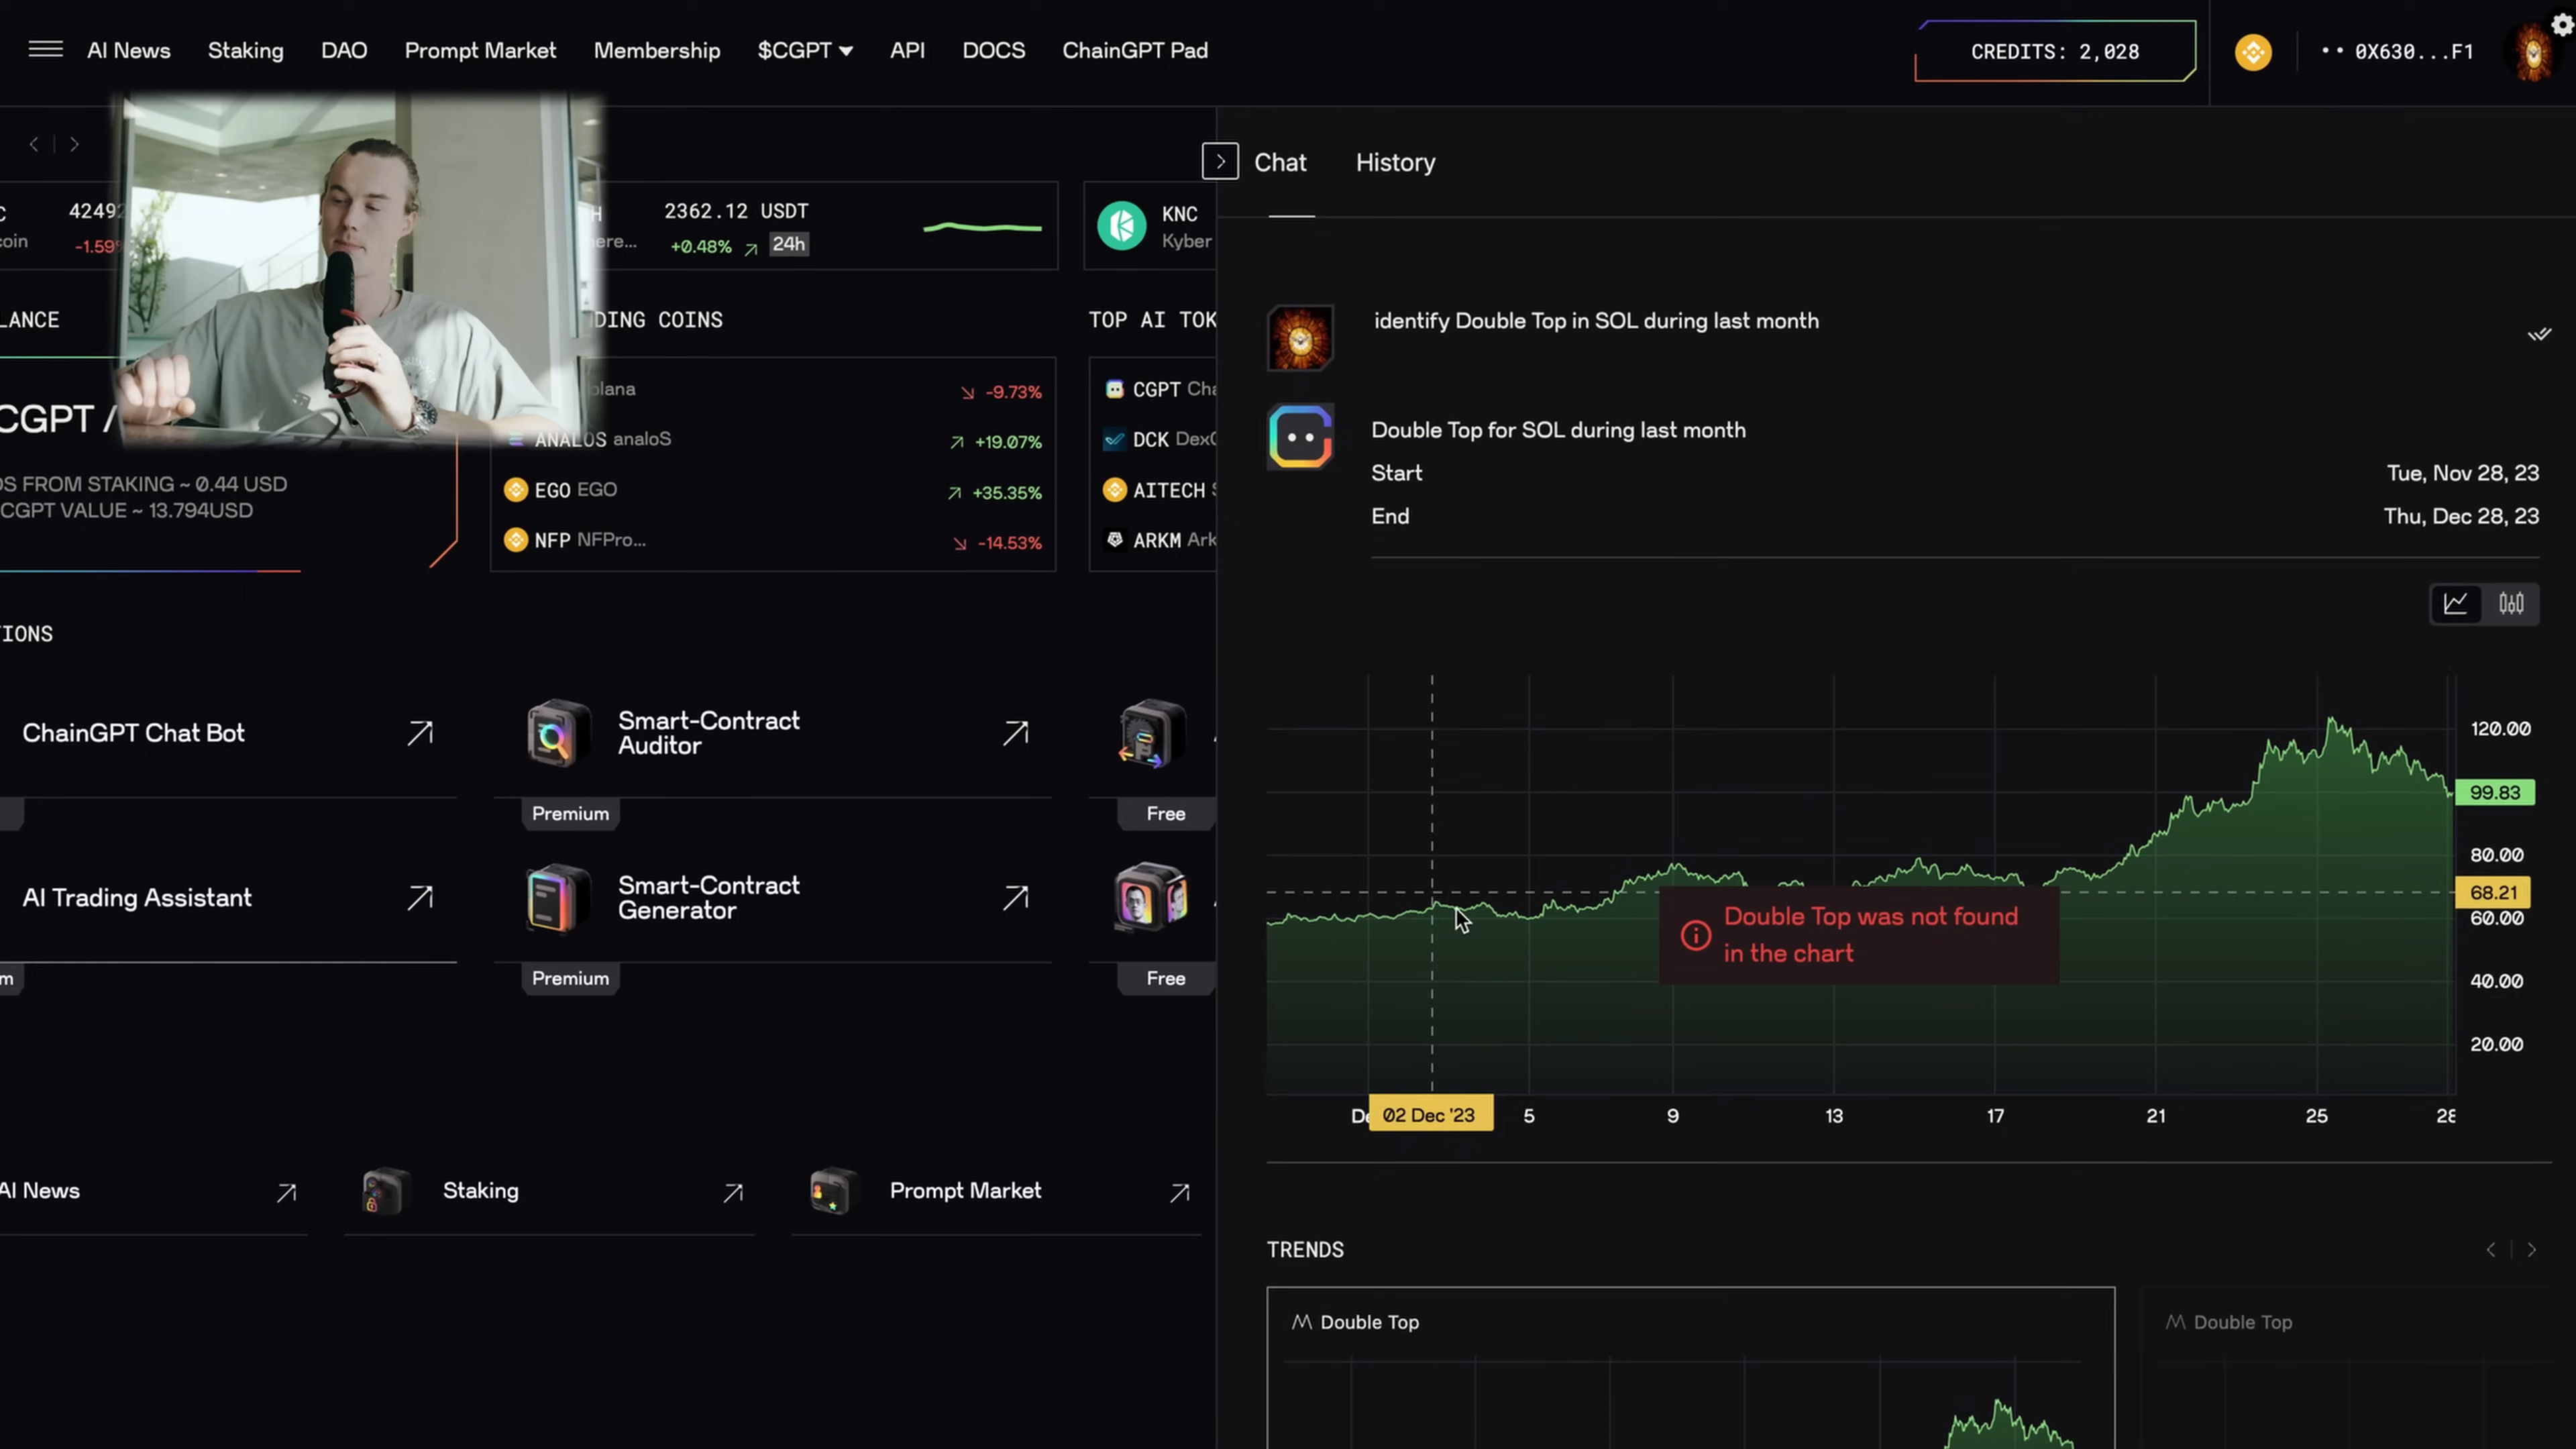 AI News Staking DAO Prompt Market Membership $CGPT API DOCS ChainGPT Pad
CREDITS: 2,028
0X630...F1
Chat History
42492
-1.59%
2362.12 USDT
+0.48% 24h
KNC
Kyber
LANCE
DING COINS
TOP AI TOK
CGPT /
FROM STAKING ~ 0.44 USD
CGPT VALUE ~ 13.794USD
lana -9.73%
ANALOS analoS +19.07%
EGO EGO +35.35%
NFP NFPro... -14.53%
CGPT Cha
DCK DexC
AITECH
ARKM Ark
TIONS
ChainGPT Chat Bot
Smart-Contract
Auditor
Premium
Free
AI Trading Assistant
Smart-Contract
Generator
Premium
Free
AI News
Staking
Prompt Market
identify Double Top in SOL during last month
Double Top for SOL during last month
Start Tue, Nov 28, 23
End Thu, Dec 28, 23
120.00
99.83
80.00
68.21
60.00
40.00
20.00
Double Top was not found
in the chart
De 02 Dec '23 5 9 13 17 21 25 28
TRENDS
Double Top
Double Top